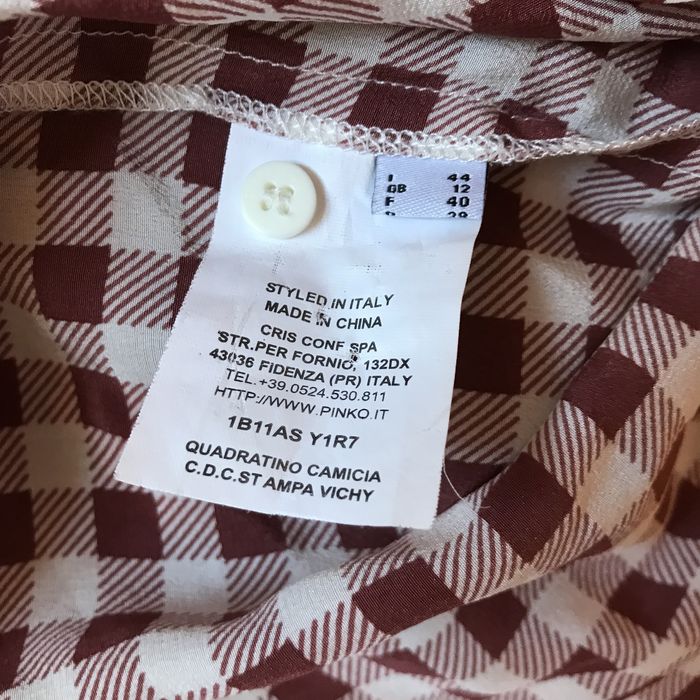 I 44
GB 12
F 40
STYLED IN ITALY
MADE IN CHINA
CRIS CONF SPA
STR.PER FORNIO, 132DX
43036 FIDENZA (PR) ITALY
TEL.+39.0524.530.811
HTTP://WWW.PINKO.IT
1B11AS Y1R7
QUADRATINO CAMICIA
C.D.C.ST AMPA VICHY